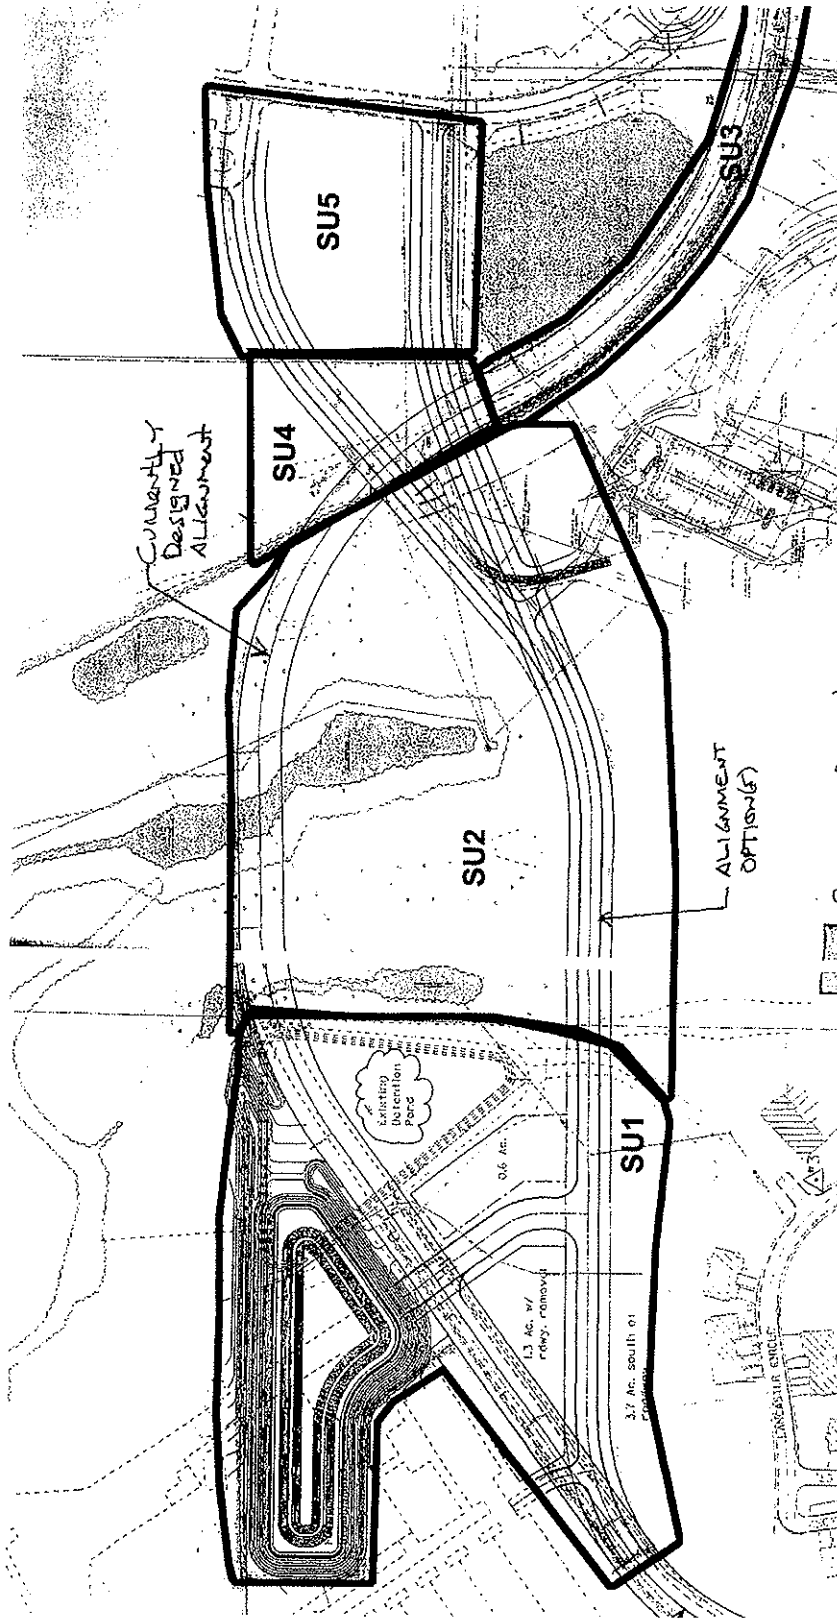 SU5
SU3
CURRENTLY
DESIGNED
ALIGNMENT
SU4
SU2
ALIGNMENT
OPTION(S)
Existing
Detention
Pond
0.6 Ac.
SU1
1.3 Ac. w/
rdwy. removal
3.7 Ac. south of
LANCASTER
#3